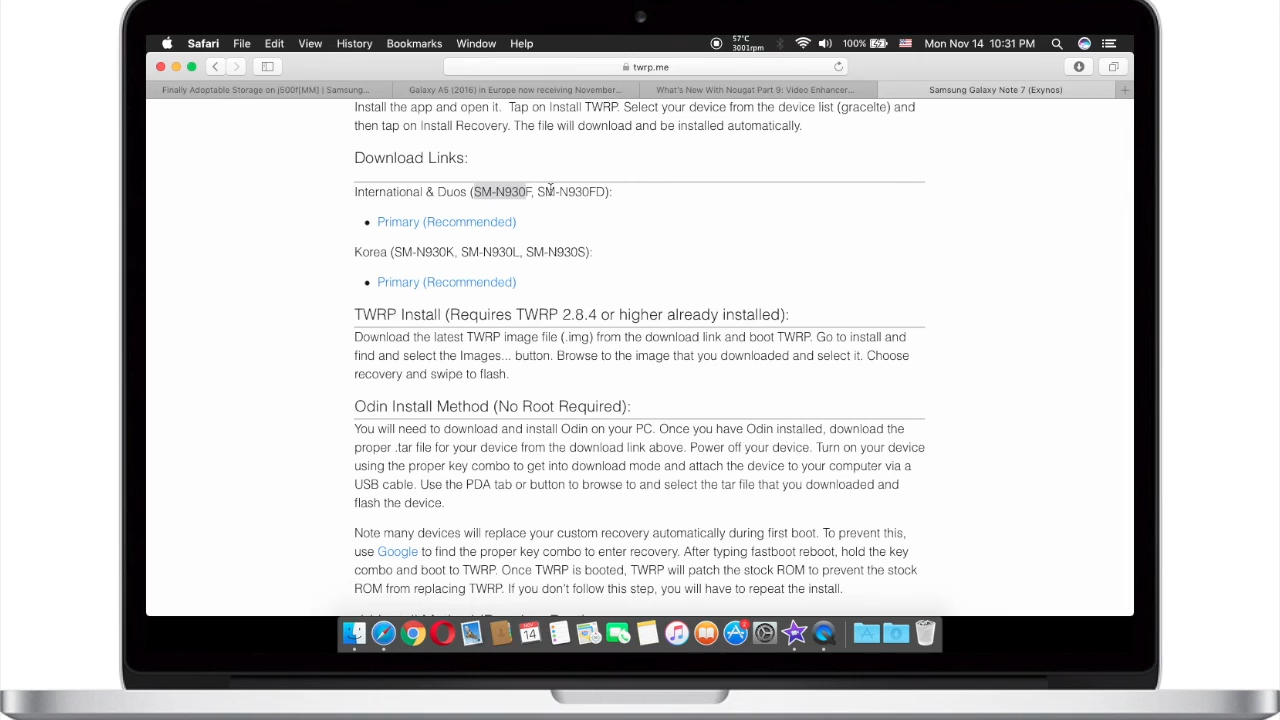 Safari File Edit View History Bookmarks Window Help 57°C 3001rpm 100% Mon Nov 14 10:31 PM
twrp.me
Finally Adoptable Storage on j500f[MM] | Samsung... Galaxy A5 (2016) in Europe now receiving November... What's New With Nougat Part 9: Video Enhancer... Samsung Galaxy Note 7 (Exynos)
Install the app and open it. Tap on Install TWRP. Select your device from the device list (gracelte) and
then tap on Install Recovery. The file will download and be installed automatically.
Download Links:
International & Duos (SM-N930F, SM-N930FD):
• Primary (Recommended)
Korea (SM-N930K, SM-N930L, SM-N930S):
• Primary (Recommended)
TWRP Install (Requires TWRP 2.8.4 or higher already installed):
Download the latest TWRP image file (.img) from the download link and boot TWRP. Go to install and
find and select the Images... button. Browse to the image that you downloaded and select it. Choose
recovery and swipe to flash.
Odin Install Method (No Root Required):
You will need to download and install Odin on your PC. Once you have Odin installed, download the
proper .tar file for your device from the download link above. Power off your device. Turn on your device
using the proper key combo to get into download mode and attach the device to your computer via a
USB cable. Use the PDA tab or button to browse to and select the tar file that you downloaded and
flash the device.
Note many devices will replace your custom recovery automatically during first boot. To prevent this,
use Google to find the proper key combo to enter recovery. After typing fastboot reboot, hold the key
combo and boot to TWRP. Once TWRP is booted, TWRP will patch the stock ROM to prevent the stock
ROM from replacing TWRP. If you don't follow this step, you will have to repeat the install.
NOV
14
2